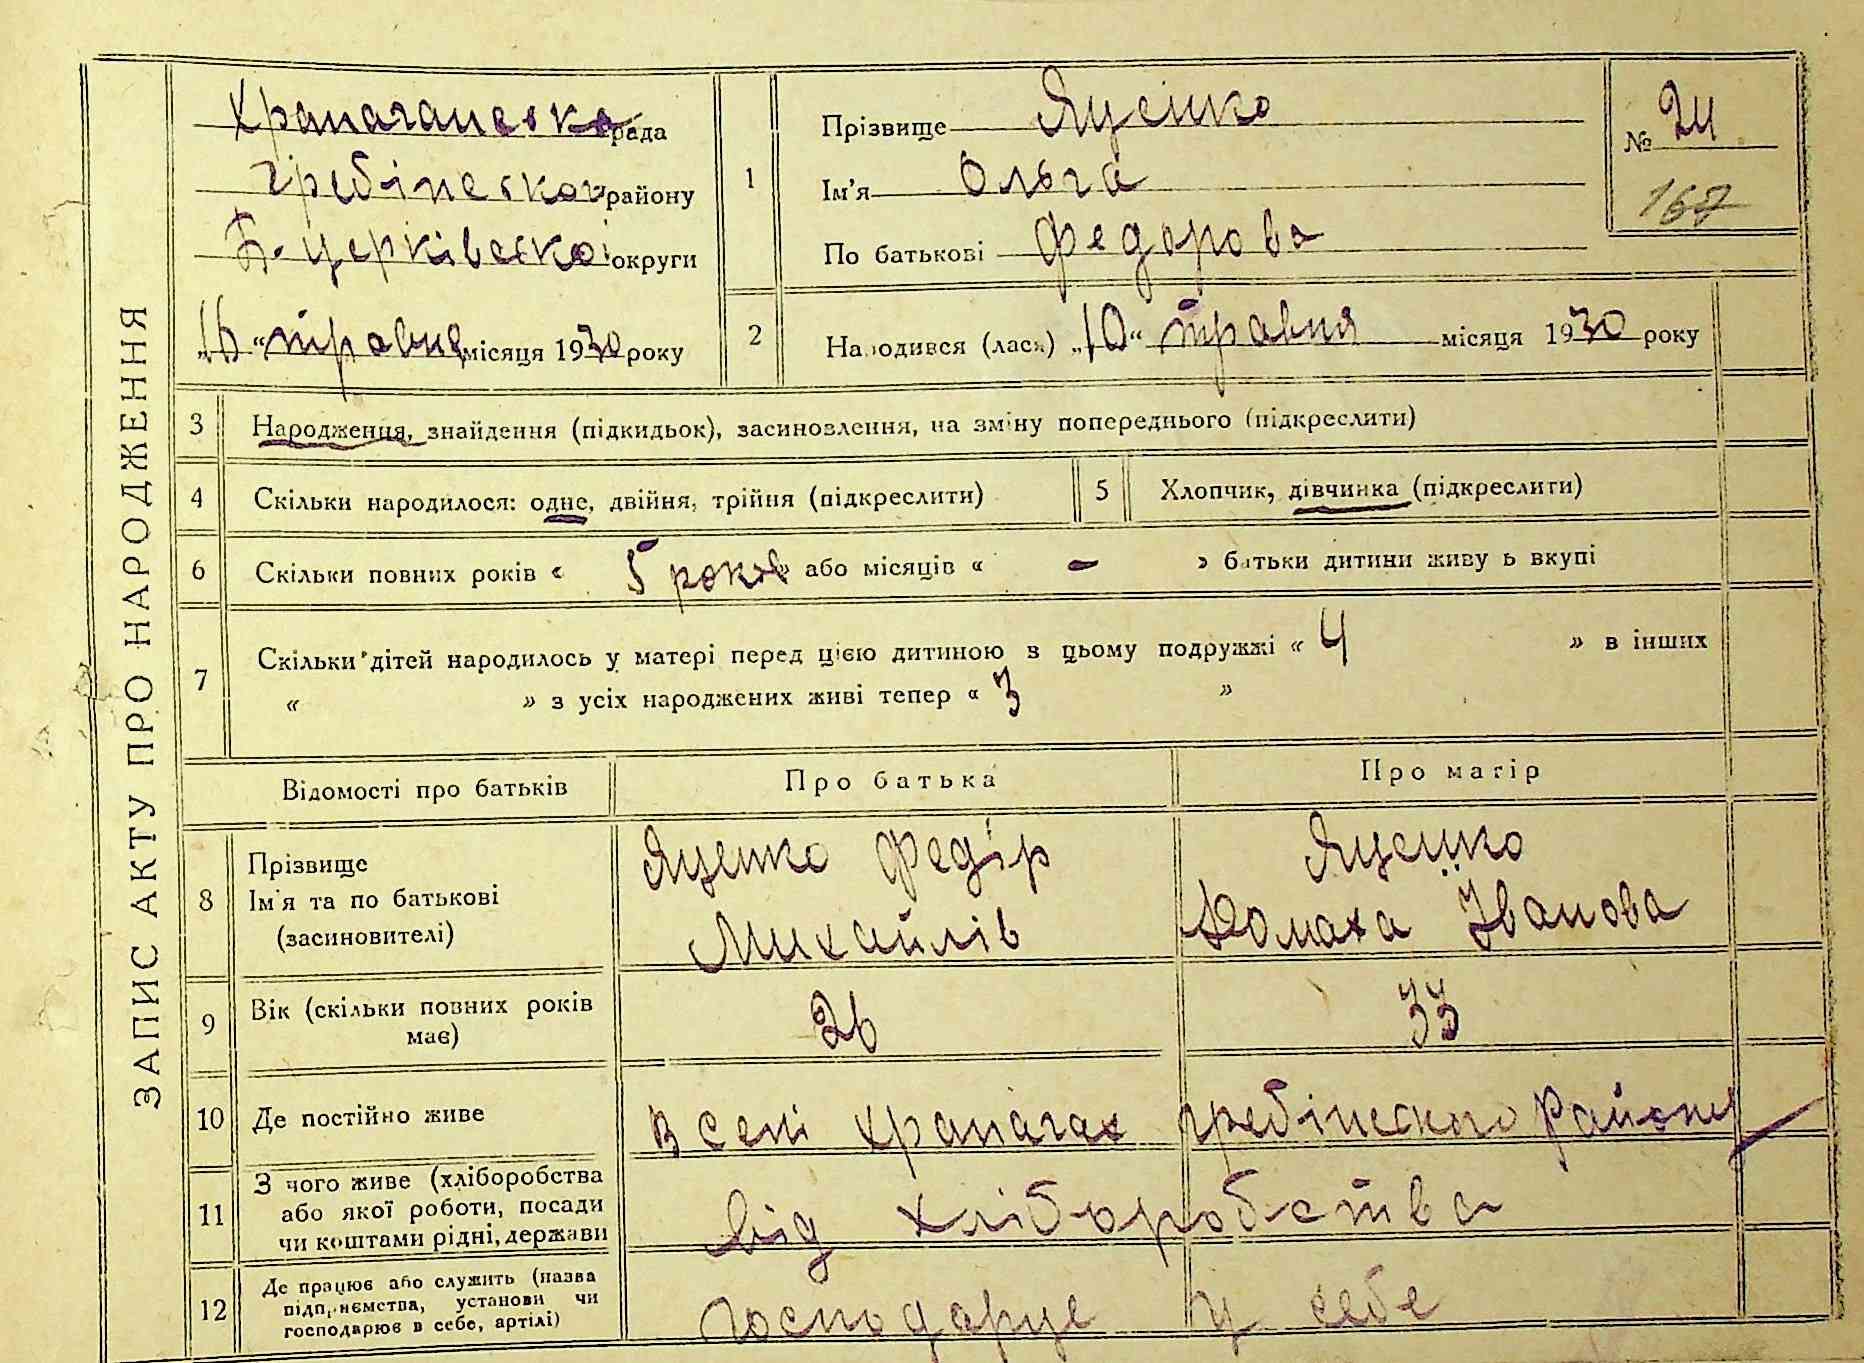 ЗАПИС АКТУ ПРО НАРОДЖЕННЯ
Храпачанська рада
Гребінського району
Б-Церківської округи
„16“ травня місяця 1930 року
1
Прізвище Яценко
Ім'я Ольга
По батькові Федорова
№ 24
167
2
Народився (лася) „10“ травня місяця 1930 року
3 Народження, знайдення (підкидьок), засиновлення, на зміну попереднього (підкреслити)
4 Скільки народилося: одне, двійня, трійня (підкреслити)
5 Хлопчик, дівчинка (підкреслити)
6 Скільки повних років « 5 років » або місяців « - » батьки дитини живуть вкупі
7 Скільки дітей народилось у матері перед цією дитиною з цьому подружжі « 4 » в інших
« » з усіх народжених живі тепер « 3 »
Відомості про батьків Про батька Про матір
8 Прізвище
Ім'я та по батькові
(засиновителі)
Яценко Федір
Михайлів
Яценко
Домаха Іванова
9 Вік (скільки повних років
має)
26 33
10 Де постійно живе в селі Храпачах Гребінського району
11 З чого живе (хліборобства
або якої роботи, посади
чи коштами рідні, держави
від хліборобства
12 Де працює або служить (назва
підприємства, установи чи
господарює в себе, артілі)
господарує у себе